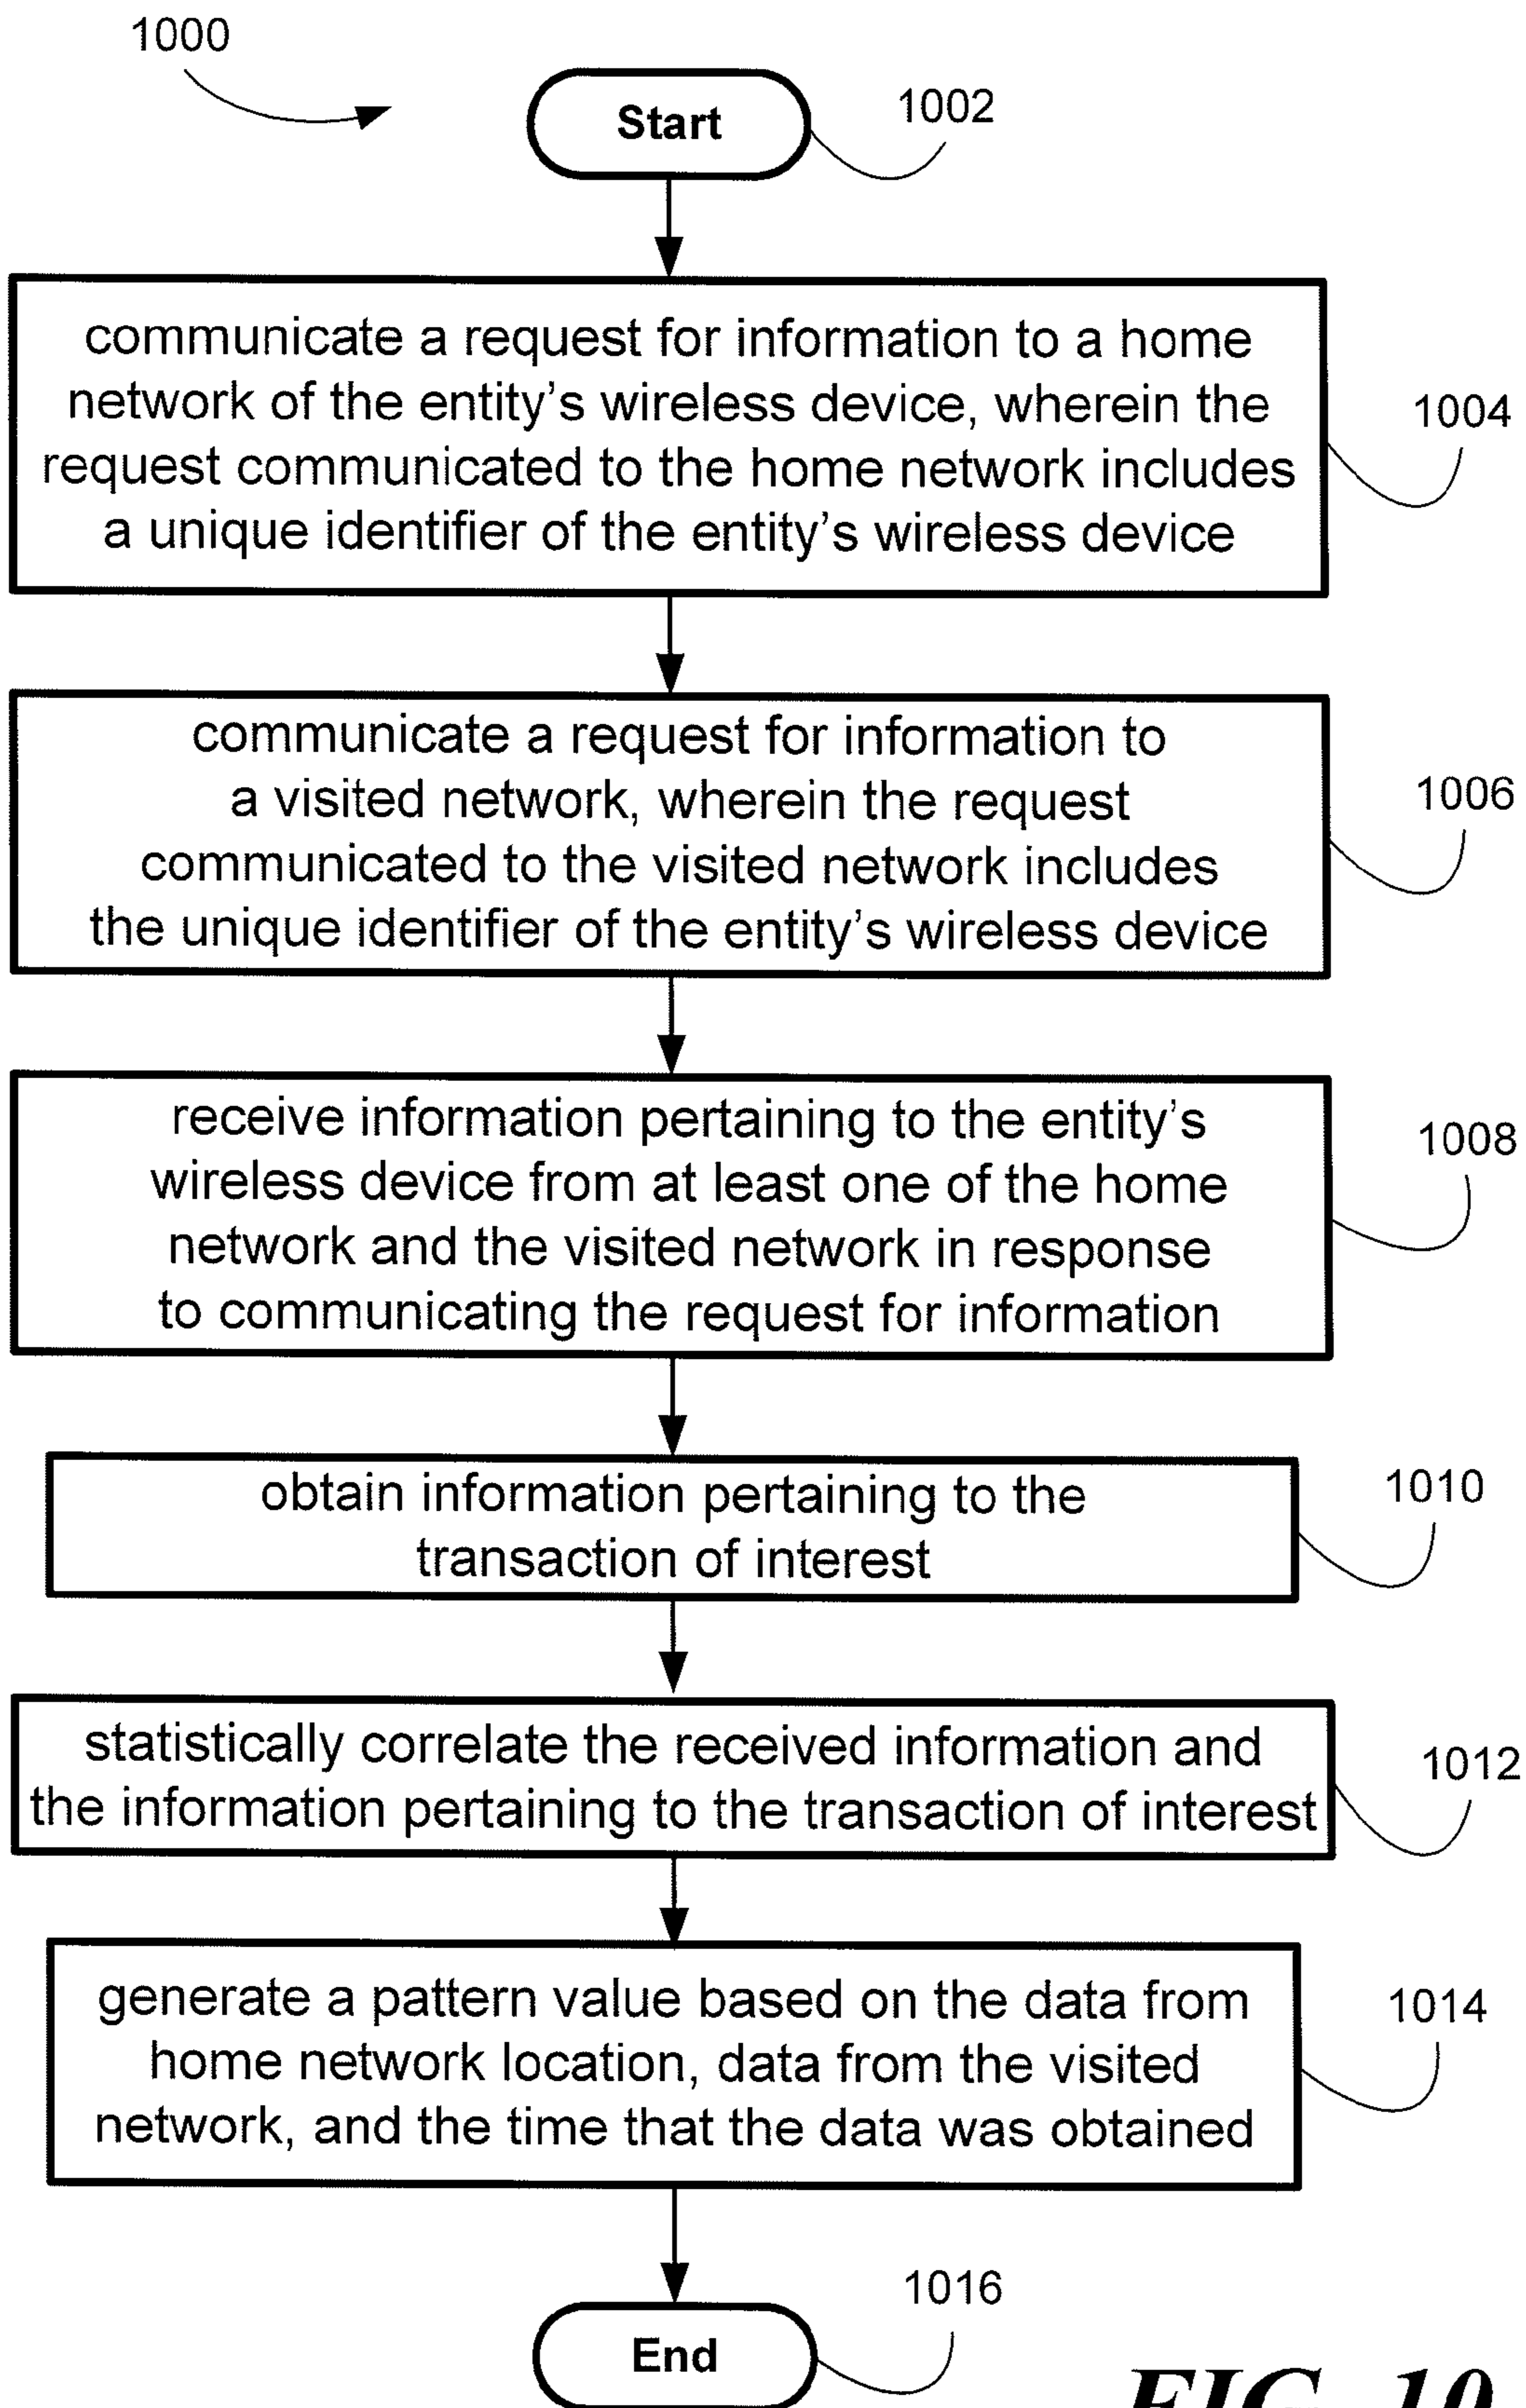 1000
Start
1002
communicate a request for information to a home
network of the entity's wireless device, wherein the
request communicated to the home network includes
a unique identifier of the entity's wireless device
1004
communicate a request for information to
a visited network, wherein the request
communicated to the visited network includes
the unique identifier of the entity's wireless device
1006
receive information pertaining to the entity's
wireless device from at least one of the home
network and the visited network in response
to communicating the request for information
1008
obtain information pertaining to the
transaction of interest
1010
statistically correlate the received information and
the information pertaining to the transaction of interest
1012
generate a pattern value based on the data from
home network location, data from the visited
network, and the time that the data was obtained
1014
End
1016
FIG. 10